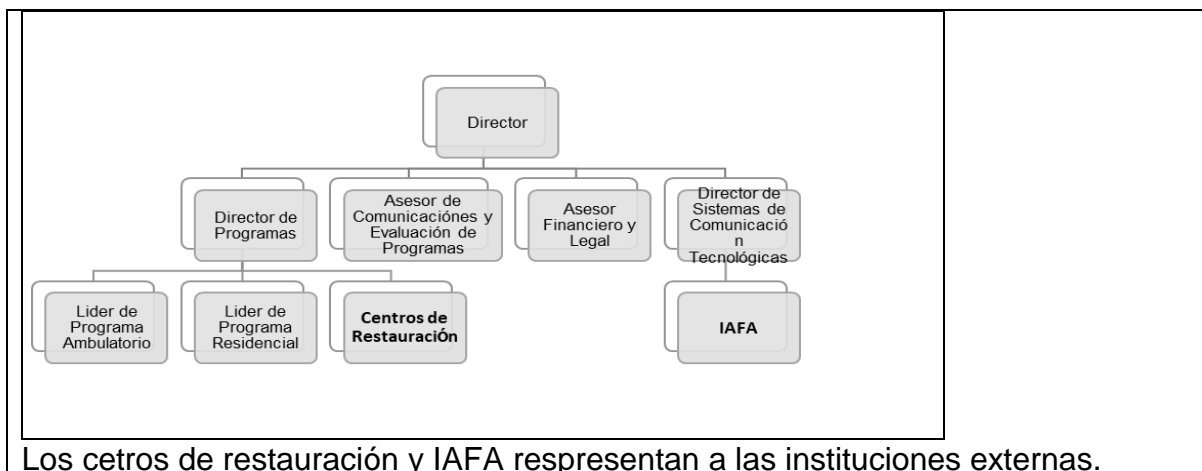 Director
Director de
Programas
Asesor de
Comunicaciónes y
Evaluación de
Programas
Asesor
Financiero y
Legal
Director de
Sistemas de
Comunicació
n
Tecnológicas
Lider de
Programa
Ambulatorio
Lider de
Programa
Residencial
Centros de
Restauración
IAFA
Los cetros de restauración y IAFA respresentan a las instituciones externas.